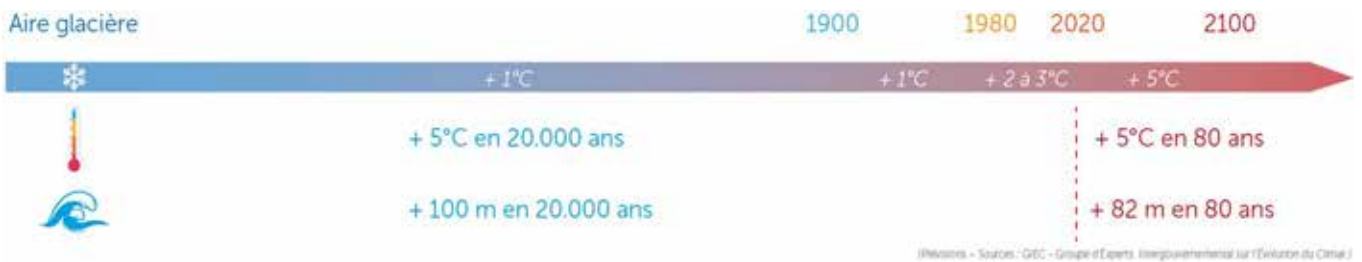 Aire glacière 1900 1980 2020 2100
+ 1°C + 1°C + 2 à 3°C + 5°C
+ 5°C en 20.000 ans + 5°C en 80 ans
+ 100 m en 20.000 ans + 82 m en 80 ans
(Prévisions - Sources : GIEC - Groupe d'Experts Intergouvernemental sur l'Évolution du Climat)